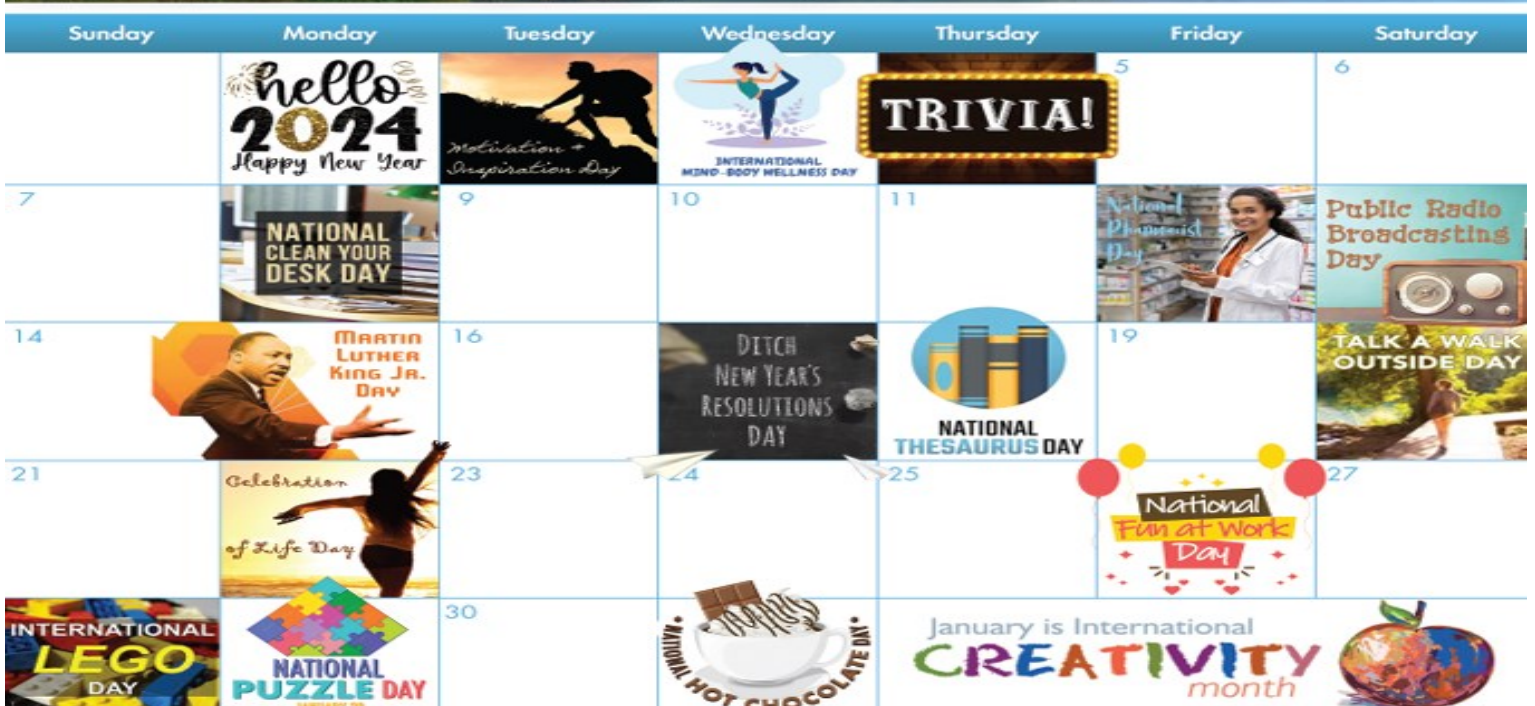 Sunday Monday Tuesday Wednesday Thursday Friday Saturday
hello
2024
Happy New Year
Motivation +
Inspiration Day
INTERNATIONAL
MIND-BODY WELLNESS DAY
TRIVIA!
5
6
7
NATIONAL
CLEAN YOUR
DESK DAY
9
10
11
National
Pharmacist
Day
Public Radio
Broadcasting
Day
14
MARTIN
LUTHER
KING JR.
DAY
16
DITCH
NEW YEAR'S
RESOLUTIONS
DAY
NATIONAL
THESAURUS DAY
19
TALK A WALK
OUTSIDE DAY
21
Celebration
of Life Day
23
24
25
National
Fun at Work
Day
27
INTERNATIONAL
LEGO
DAY
NATIONAL
PUZZLE DAY
30
NATIONAL HOT CHOCOLATE DAY
January is International
CREATIVITY
month